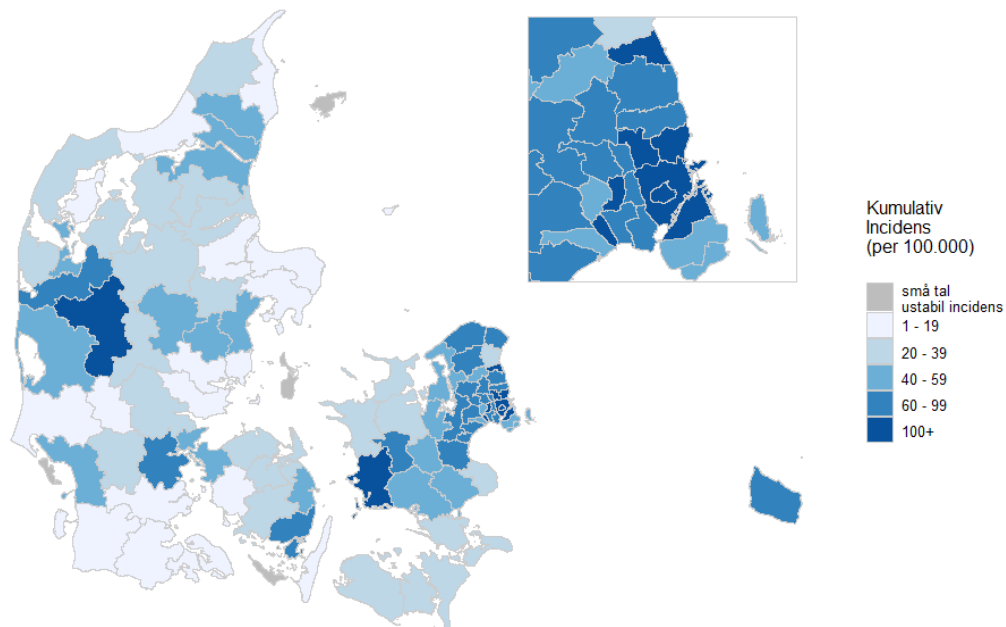 Kumulativ
Incidens
(per 100.000)
små tal
ustabil incidens
1 - 19
20 - 39
40 - 59
60 - 99
100+